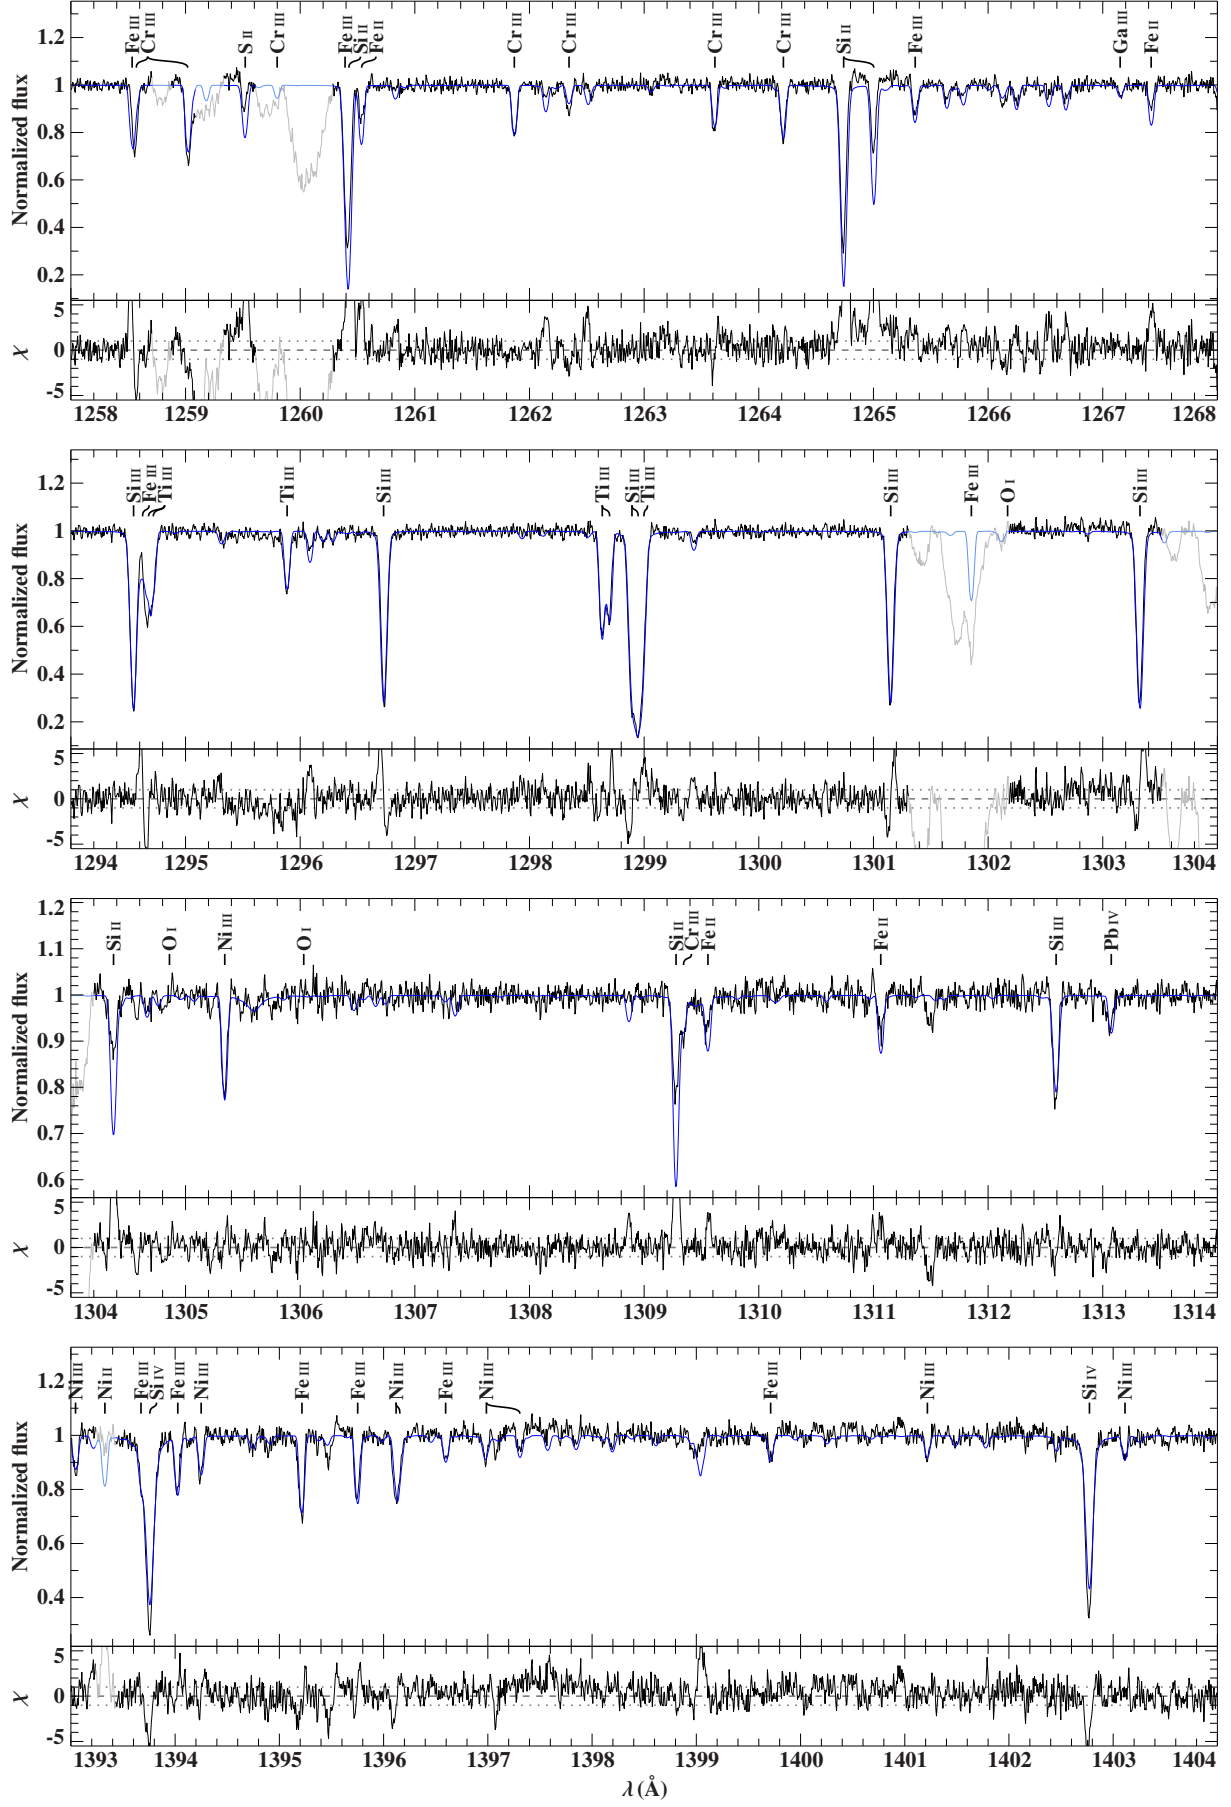 Fe III Cr III S II Cr III Fe III Si II Fe II Cr III Cr III Cr III Cr III Si II Fe III Ga III Fe II
1.2
1
0.8
0.6
0.4
0.2
Normalized flux
5
0
-5
χ
1258 1259 1260 1261 1262 1263 1264 1265 1266 1267 1268
Si III Fe III Ti III Ti III Si III Ti III Si III Ti III Si III Fe III O I Si III
1.2
1
0.8
0.6
0.4
0.2
Normalized flux
5
0
-5
χ
1294 1295 1296 1297 1298 1299 1300 1301 1302 1303 1304
Si II O I Ni III O I Si II Cr III Fe II Fe II Si III Pb IV
1.2
1.1
1
0.9
0.8
0.7
0.6
Normalized flux
5
0
-5
χ
1304 1305 1306 1307 1308 1309 1310 1311 1312 1313 1314
Ni III Ni II Fe III Si IV Fe III Ni III Fe III Fe III Ni III Fe III Ni III Fe III Ni III Si IV Ni III
1.2
1
0.8
0.6
0.4
Normalized flux
5
0
-5
χ
1393 1394 1395 1396 1397 1398 1399 1400 1401 1402 1403 1404
λ (Å)